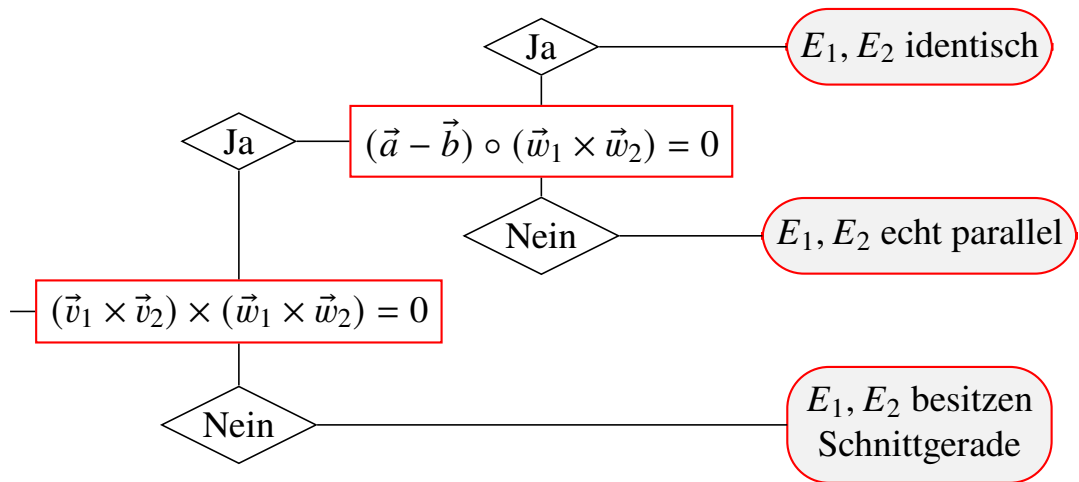 Ja
E₁, E₂ identisch
Ja
(a⃗ − b⃗) ∘ (w⃗₁ × w⃗₂) = 0
Nein
E₁, E₂ echt parallel
(v⃗₁ × v⃗₂) × (w⃗₁ × w⃗₂) = 0
Nein
E₁, E₂ besitzen
Schnittgerade